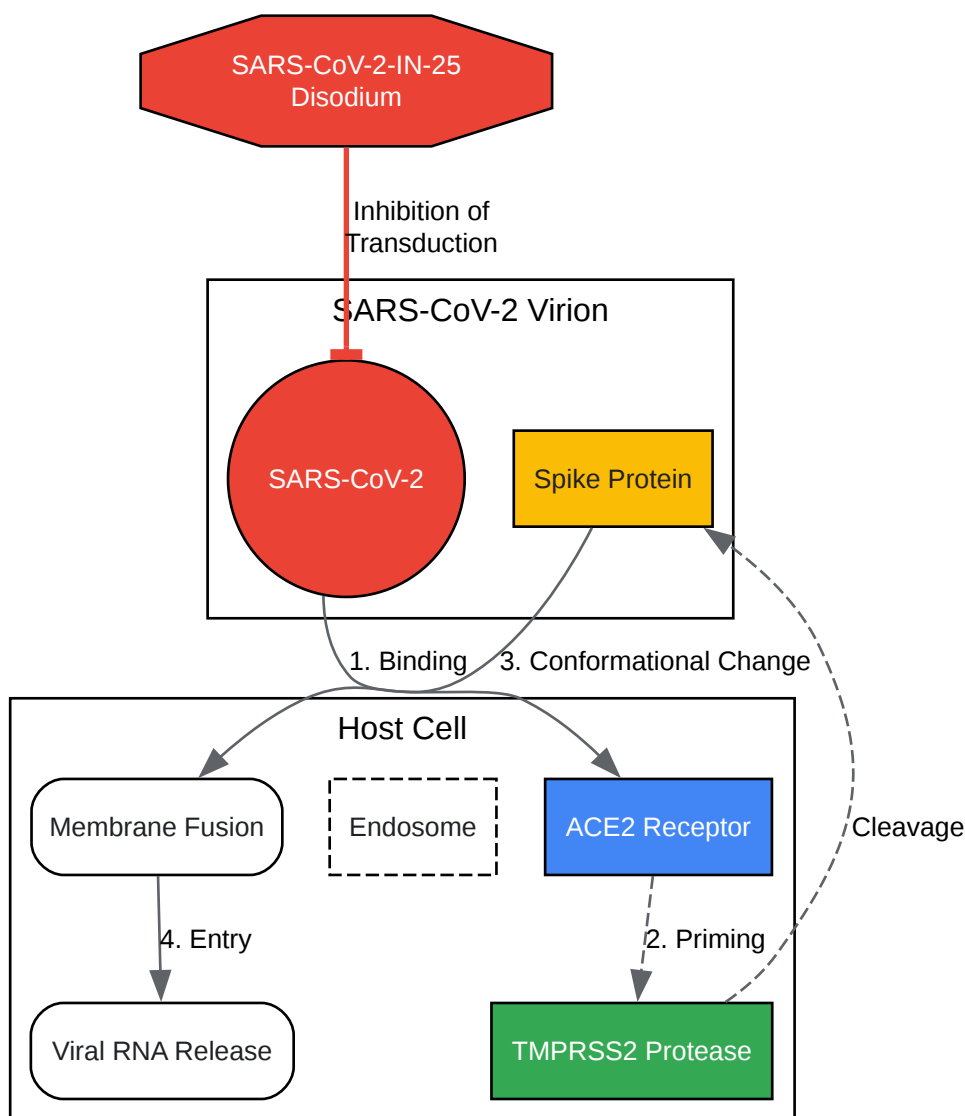 SARS-CoV-2-IN-25
Disodium
Inhibition of
Transduction
SARS-CoV-2 Virion
SARS-CoV-2
Spike Protein
1. Binding
3. Conformational Change
Host Cell
Membrane Fusion
Endosome
ACE2 Receptor
Cleavage
4. Entry
2. Priming
Viral RNA Release
TMPRSS2 Protease